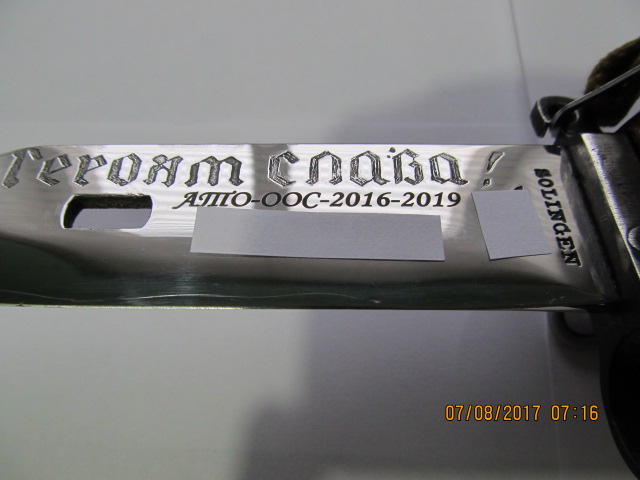 Героям слава!
АТО-ООС-2016-2019
SOLINGEN
07/08/2017 07:16